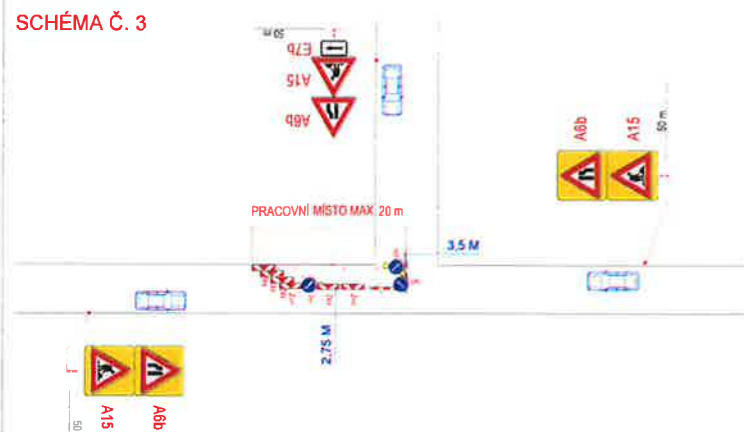 SCHÉMA Č. 3
50 m
E7b
A15
A6b
A6b
A15
50 m
PRACOVNÍ MÍSTO MAX. 20 m
3,5 M
2,75 M
A15
A6b
50